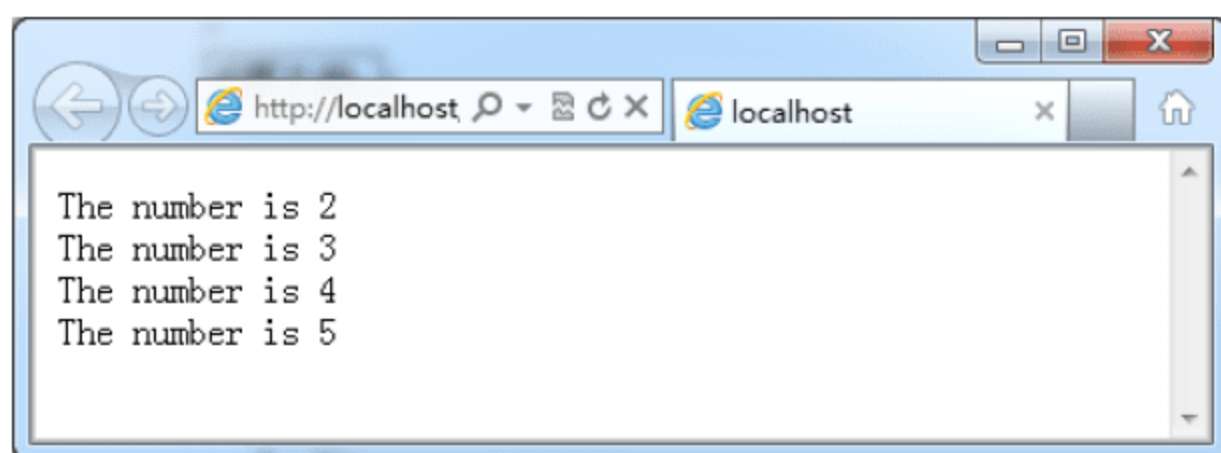 http://localhost
localhost
The number is 2
The number is 3
The number is 4
The number is 5